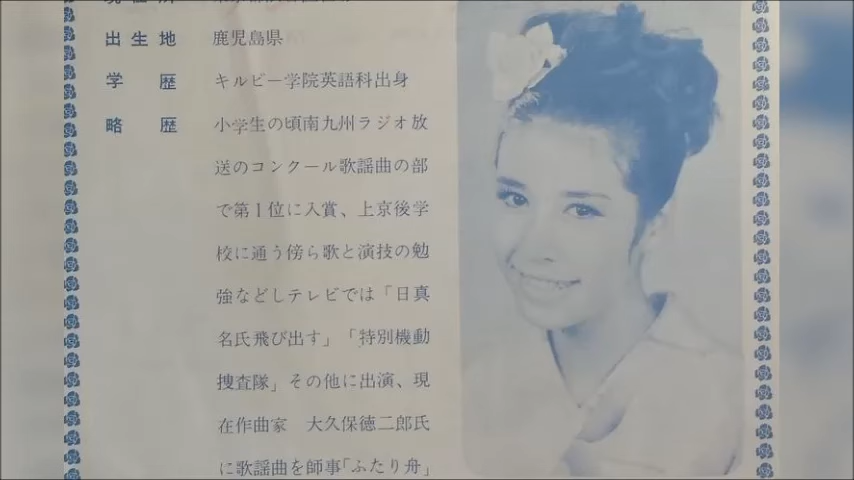 出生地 鹿児島県
学歴 キルビー学院英語科出身
略歴 小学生の頃南九州ラジオ放
送のコンクール歌謡曲の部
で第1位に入賞、上京後学
校に通う傍ら歌と演技の勉
強などしテレビでは「日真
名氏飛び出す」「特別機動
捜査隊」その他に出演、現
在作曲家 大久保徳二郎氏
に歌謡曲を師事「ふたり舟」